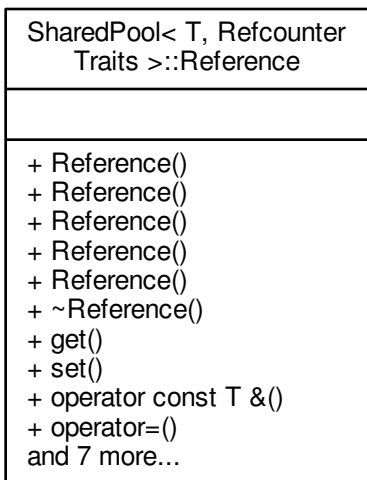 SharedPool< T, Refcounter
Traits >::Reference
+ Reference()
+ Reference()
+ Reference()
+ Reference()
+ Reference()
+ ~Reference()
+ get()
+ set()
+ operator const T &()
+ operator=()
and 7 more...